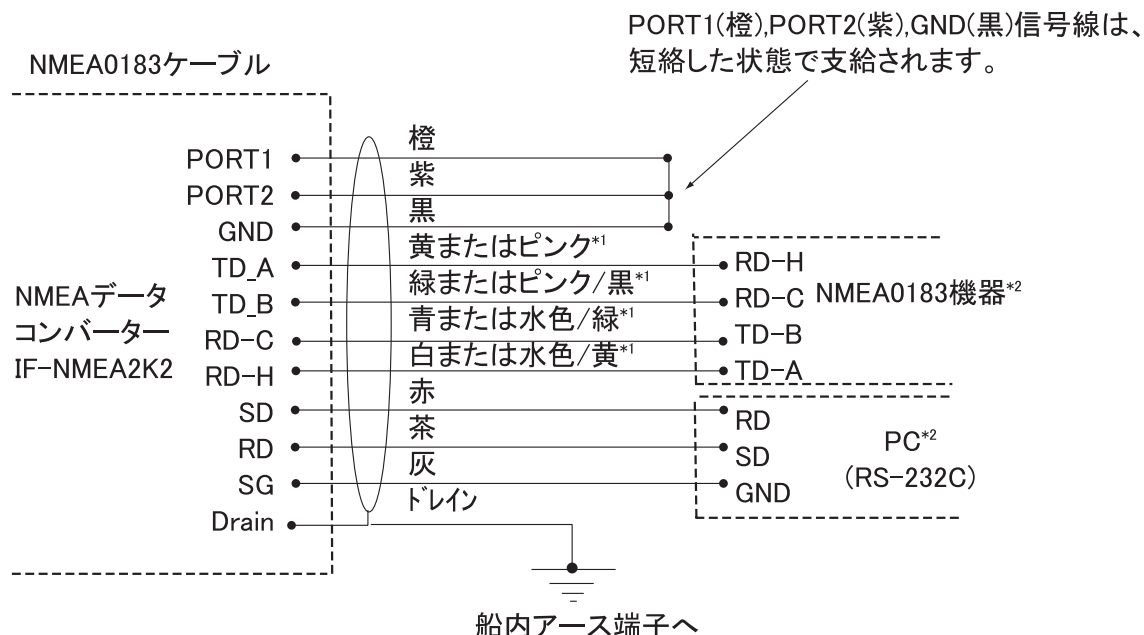 PORT1(橙),PORT2(紫),GND(黒)信号線は、
短絡した状態で支給されます。
NMEA0183ケーブル
PORT1
橙
PORT2
紫
GND
黒
TD_A
黄またはピンク*1
RD-H
TD_B
緑またはピンク/黒*1
RD-C
NMEA0183機器*2
NMEAデータ
コンバーター
IF-NMEA2K2
RD-C
青または水色/緑*1
TD-B
RD-H
白または水色/黄*1
TD-A
SD
赤
RD
RD
茶
SD
PC*2
(RS-232C)
SG
灰
GND
Drain
ドレイン
船内アース端子へ